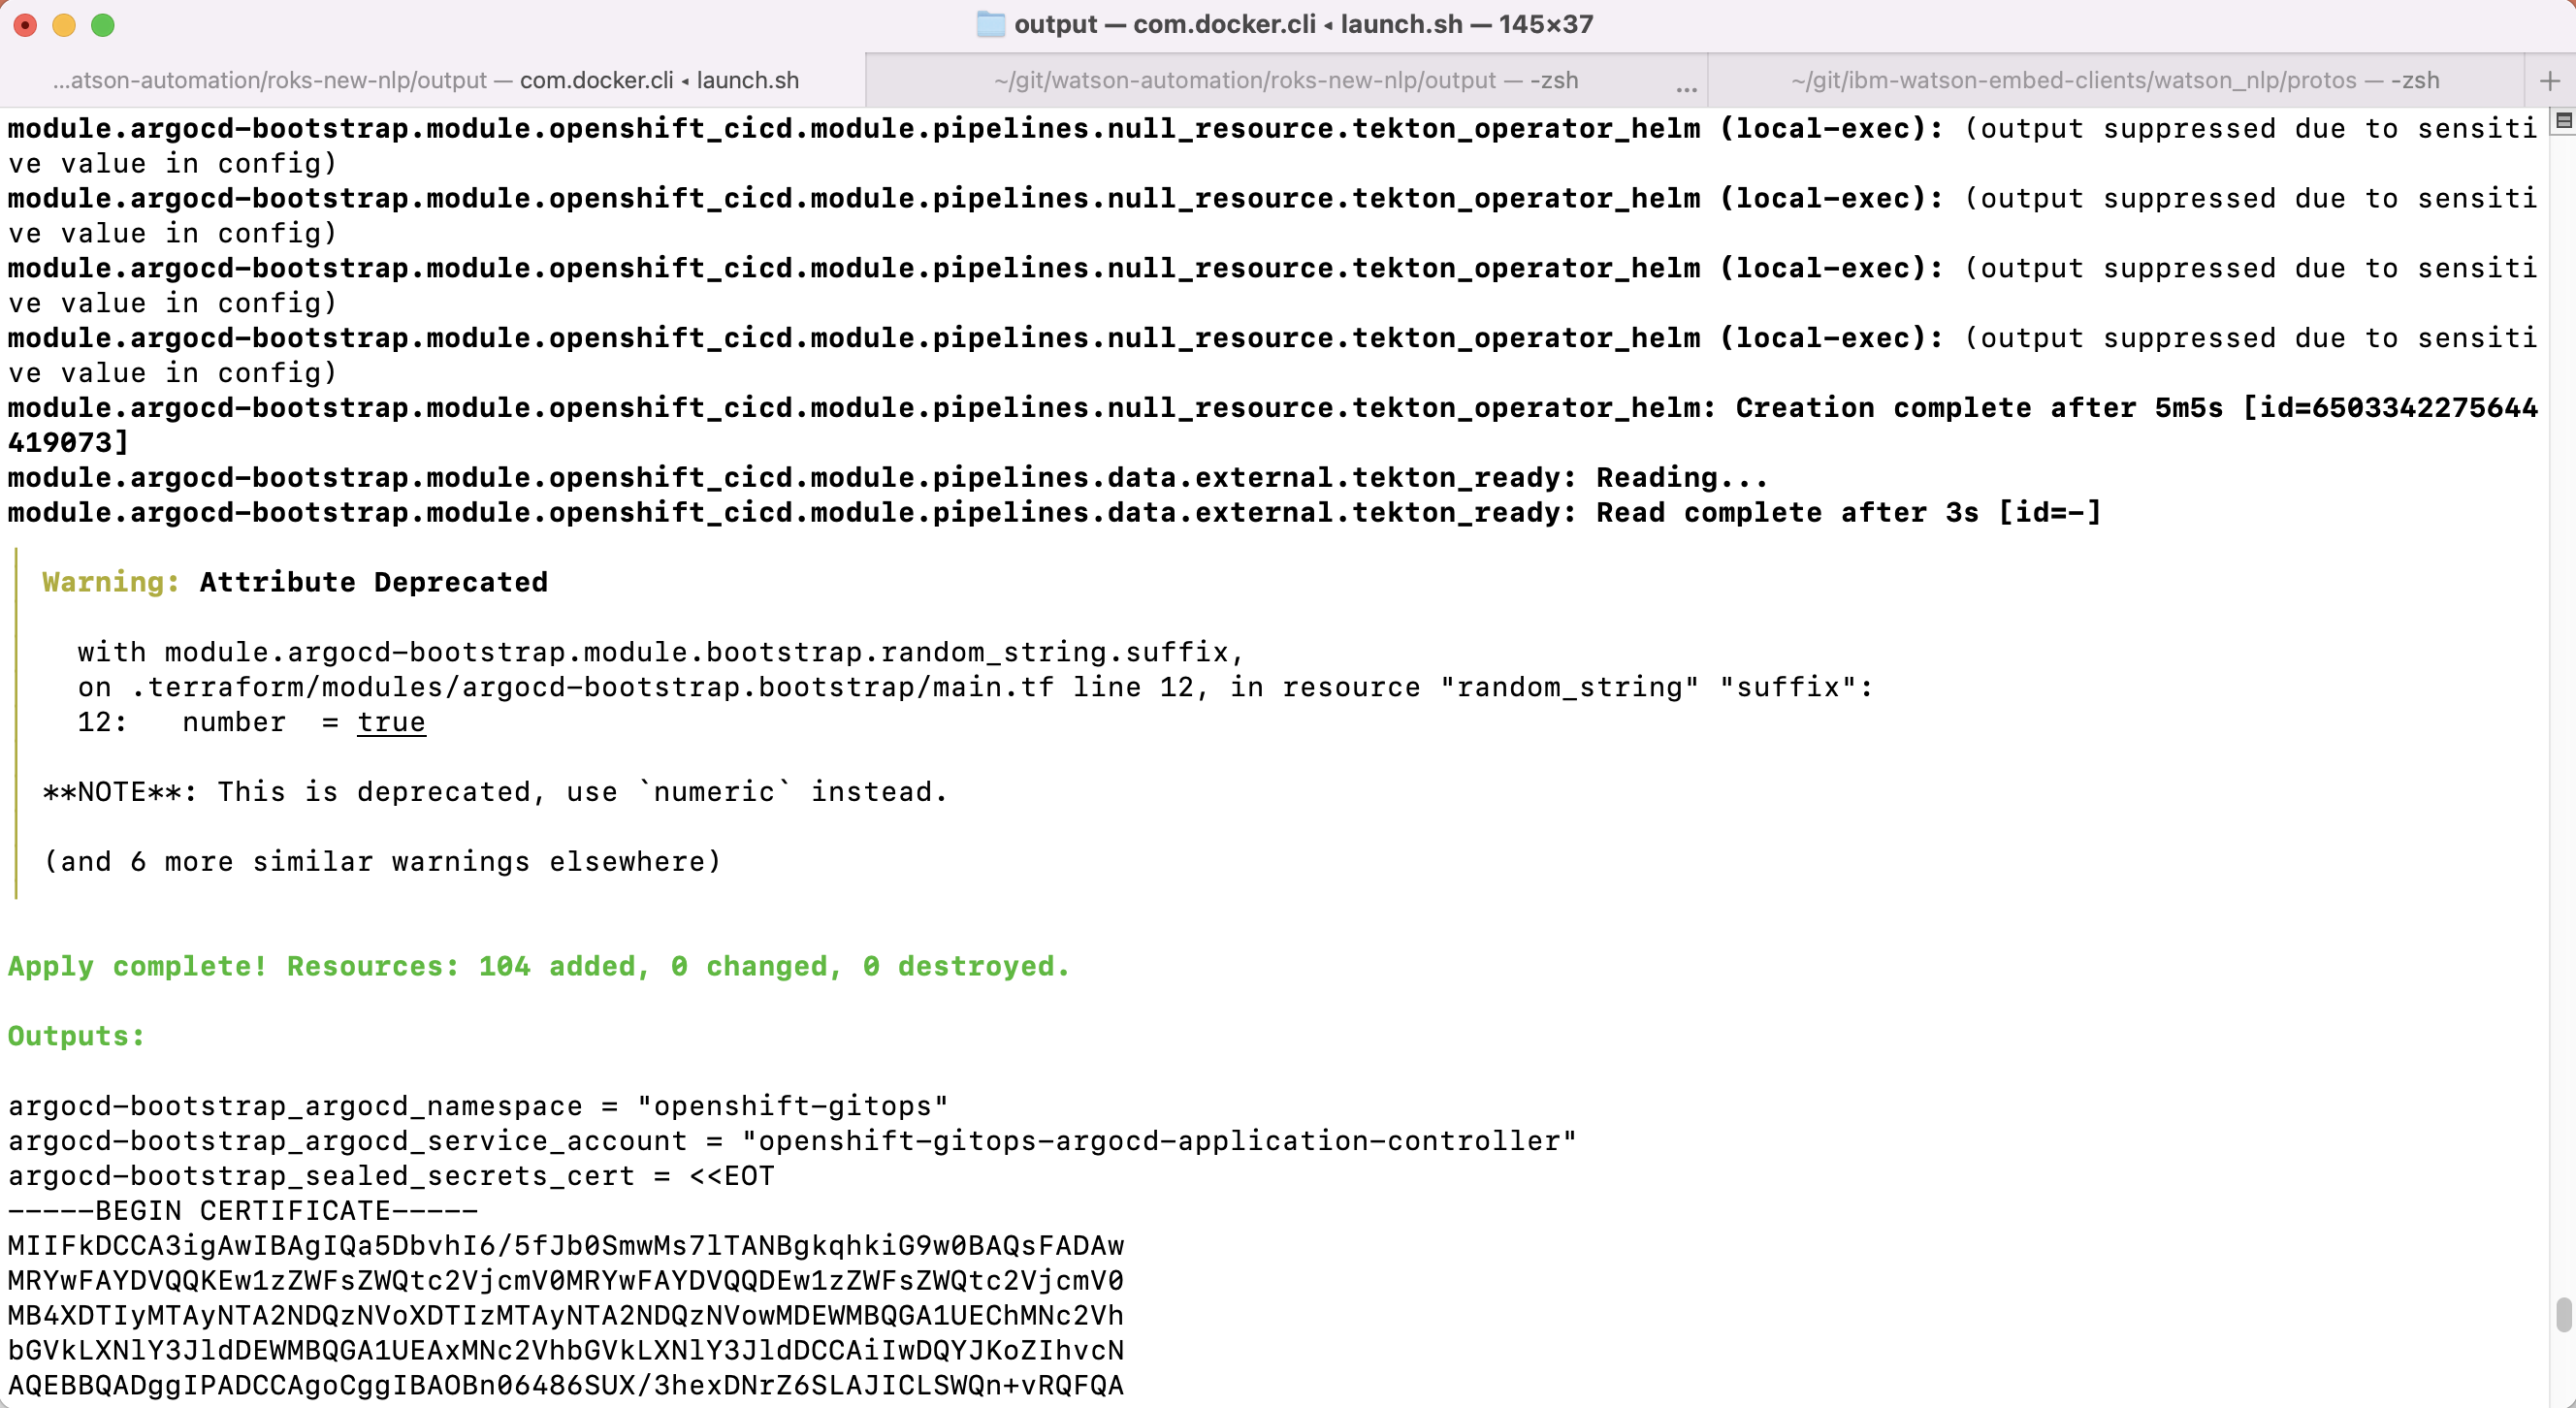 output — com.docker.cli ◂ launch.sh — 145×37
...atson-automation/roks-new-nlp/output — com.docker.cli ◂ launch.sh
~/git/watson-automation/roks-new-nlp/output — -zsh ...
~/git/ibm-watson-embed-clients/watson_nlp/protos — -zsh
+
module.argocd-bootstrap.module.openshift_cicd.module.pipelines.null_resource.tekton_operator_helm (local-exec): (output suppressed due to sensiti
ve value in config)
module.argocd-bootstrap.module.openshift_cicd.module.pipelines.null_resource.tekton_operator_helm (local-exec): (output suppressed due to sensiti
ve value in config)
module.argocd-bootstrap.module.openshift_cicd.module.pipelines.null_resource.tekton_operator_helm (local-exec): (output suppressed due to sensiti
ve value in config)
module.argocd-bootstrap.module.openshift_cicd.module.pipelines.null_resource.tekton_operator_helm (local-exec): (output suppressed due to sensiti
ve value in config)
module.argocd-bootstrap.module.openshift_cicd.module.pipelines.null_resource.tekton_operator_helm: Creation complete after 5m5s [id=6503342275644
419073]
module.argocd-bootstrap.module.openshift_cicd.module.pipelines.data.external.tekton_ready: Reading...
module.argocd-bootstrap.module.openshift_cicd.module.pipelines.data.external.tekton_ready: Read complete after 3s [id=-]
Warning: Attribute Deprecated
with module.argocd-bootstrap.module.bootstrap.random_string.suffix,
on .terraform/modules/argocd-bootstrap.bootstrap/main.tf line 12, in resource "random_string" "suffix":
12:   number  = true
**NOTE**: This is deprecated, use `numeric` instead.
(and 6 more similar warnings elsewhere)
Apply complete! Resources: 104 added, 0 changed, 0 destroyed.
Outputs:
argocd-bootstrap_argocd_namespace = "openshift-gitops"
argocd-bootstrap_argocd_service_account = "openshift-gitops-argocd-application-controller"
argocd-bootstrap_sealed_secrets_cert = <<EOT
-----BEGIN CERTIFICATE-----
MIIFkDCCA3igAwIBAgIQa5DbvhI6/5fJb0SmwMs7lTANBgkqhkiG9w0BAQsFADAw
MRYwFAYDVQQKEw1zZWFsZWQtc2VjcmV0MRYwFAYDVQQDEw1zZWFsZWQtc2VjcmV0
MB4XDTIyMTAyNTA2NDQzNVoXDTIzMTAyNTA2NDQzNVowMDEWMBQGA1UEChMNc2Vh
bGVkLXNlY3JldDEWMBQGA1UEAxMNc2VhbGVkLXNlY3JldDCCAiIwDQYJKoZIhvcN
AQEBBQADggIPADCCAgoCggIBAOBn06486SUX/3hexDNrZ6SLAJICLSWQn+vRQFQA